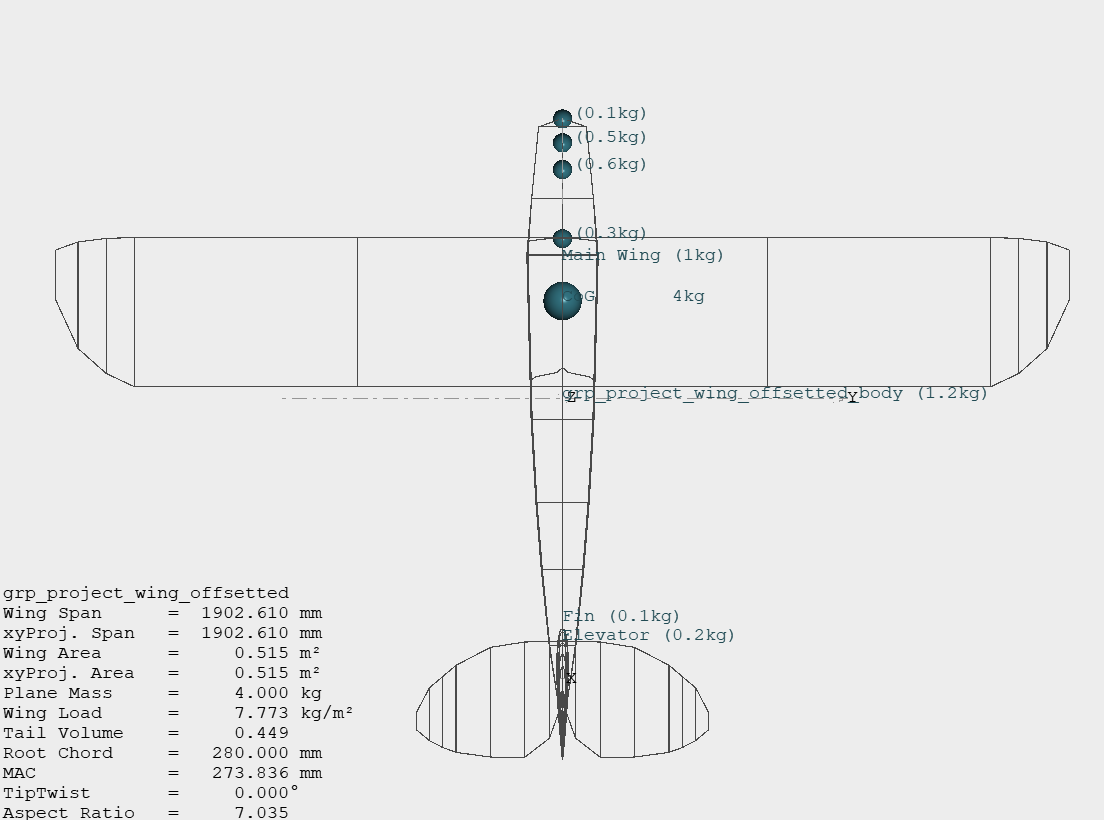 (0.1kg)
(0.5kg)
(0.6kg)
(0.3kg)
Main Wing (1kg)
CoG 4kg
grp_project_wing_offsetted_body (1.2kg)
Z Y
Fin (0.1kg)
Elevator (0.2kg)
X
grp_project_wing_offsetted
Wing Span = 1902.610 mm
xyProj. Span = 1902.610 mm
Wing Area = 0.515 m²
xyProj. Area = 0.515 m²
Plane Mass = 4.000 kg
Wing Load = 7.773 kg/m²
Tail Volume = 0.449
Root Chord = 280.000 mm
MAC = 273.836 mm
TipTwist = 0.000°
Aspect Ratio = 7.035